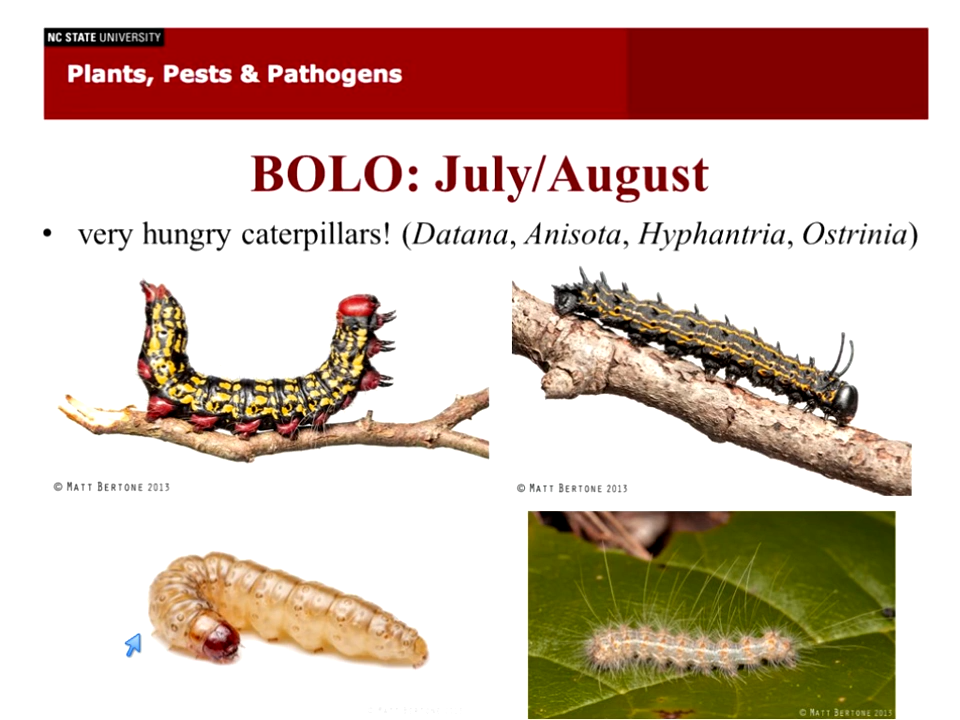 NC STATE UNIVERSITY
Plants, Pests & Pathogens
BOLO: July/August
• very hungry caterpillars! (Datana, Anisota, Hyphantria, Ostrinia)
© MATT BERTONE 2013
© MATT BERTONE 2013
© MATT BERTONE 2013